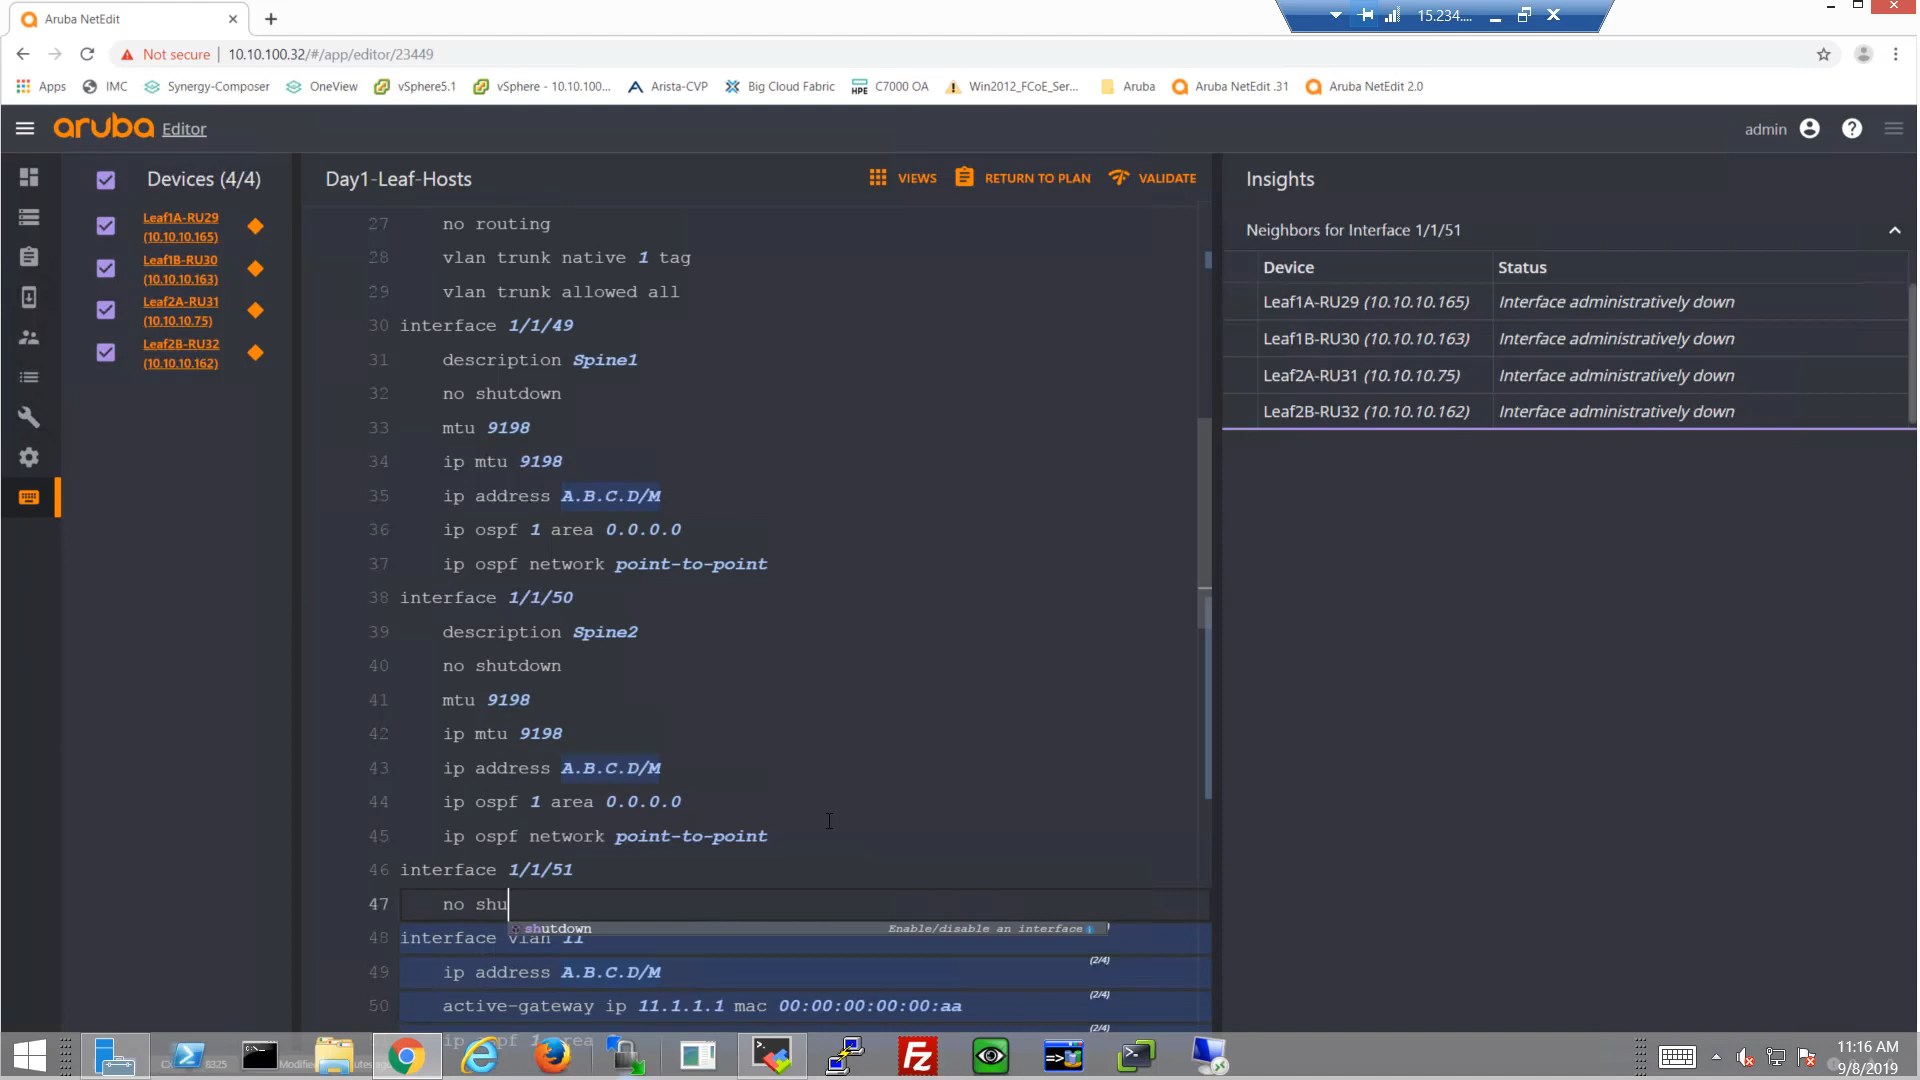 Aruba NetEdit
15.234....
Not secure
10.10.100.32/#/app/editor/23449
Apps
IMC
Synergy-Composer
OneView
vSphere5.1
vSphere - 10.10.100...
Arista-CVP
Big Cloud Fabric
C7000 OA
Win2012_FCoE_Ser...
Aruba
Aruba NetEdit .31
Aruba NetEdit 2.0
aruba Editor
admin
Devices (4/4)
Leaf1A-RU29
(10.10.10.165)
Leaf1B-RU30
(10.10.10.163)
Leaf2A-RU31
(10.10.10.75)
Leaf2B-RU32
(10.10.10.162)
Day1-Leaf-Hosts
VIEWS
RETURN TO PLAN
VALIDATE
27 no routing
28 vlan trunk native 1 tag
29 vlan trunk allowed all
30 interface 1/1/49
31 description Spine1
32 no shutdown
33 mtu 9198
34 ip mtu 9198
35 ip address A.B.C.D/M
36 ip ospf 1 area 0.0.0.0
37 ip ospf network point-to-point
38 interface 1/1/50
39 description Spine2
40 no shutdown
41 mtu 9198
42 ip mtu 9198
43 ip address A.B.C.D/M
44 ip ospf 1 area 0.0.0.0
45 ip ospf network point-to-point
46 interface 1/1/51
47 no shu
shutdown Enable/disable an interface
48 interface vlan 11
49 ip address A.B.C.D/M (2/4)
50 active-gateway ip 11.1.1.1 mac 00:00:00:00:00:aa (2/4)
(2/4)
Insights
Neighbors for Interface 1/1/51
Device Status
Leaf1A-RU29 (10.10.10.165) Interface administratively down
Leaf1B-RU30 (10.10.10.163) Interface administratively down
Leaf2A-RU31 (10.10.10.75) Interface administratively down
Leaf2B-RU32 (10.10.10.162) Interface administratively down
11:16 AM
9/8/2019